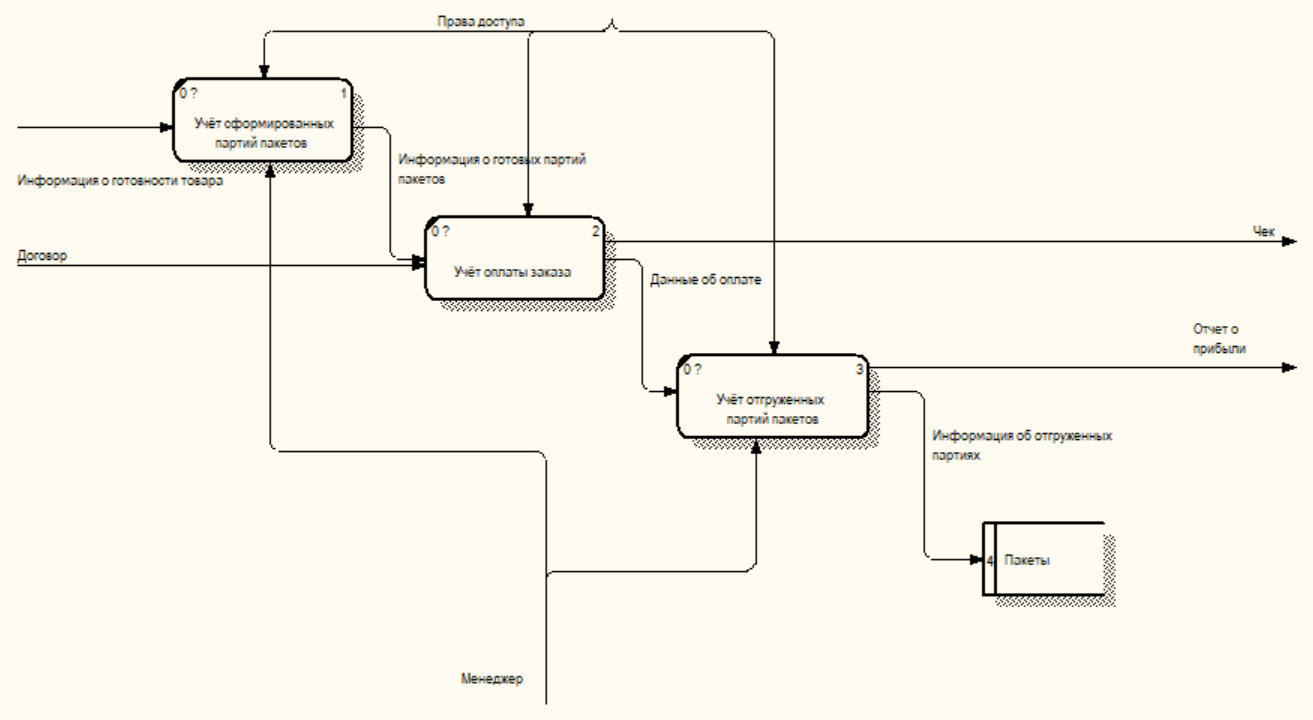 Права доступа
0 ?
1
Учёт сформированных
партий пакетов
Информация о готовых партий
пакетов
Информация о готовности товара
0 ?
2
Учёт оплаты заказа
Чек
Договор
Данные об оплате
Отчет о
прибыли
0 ?
3
Учёт отгруженных
партий пакетов
Информация об отгруженных
партиях
4
Пакеты
Менеджер